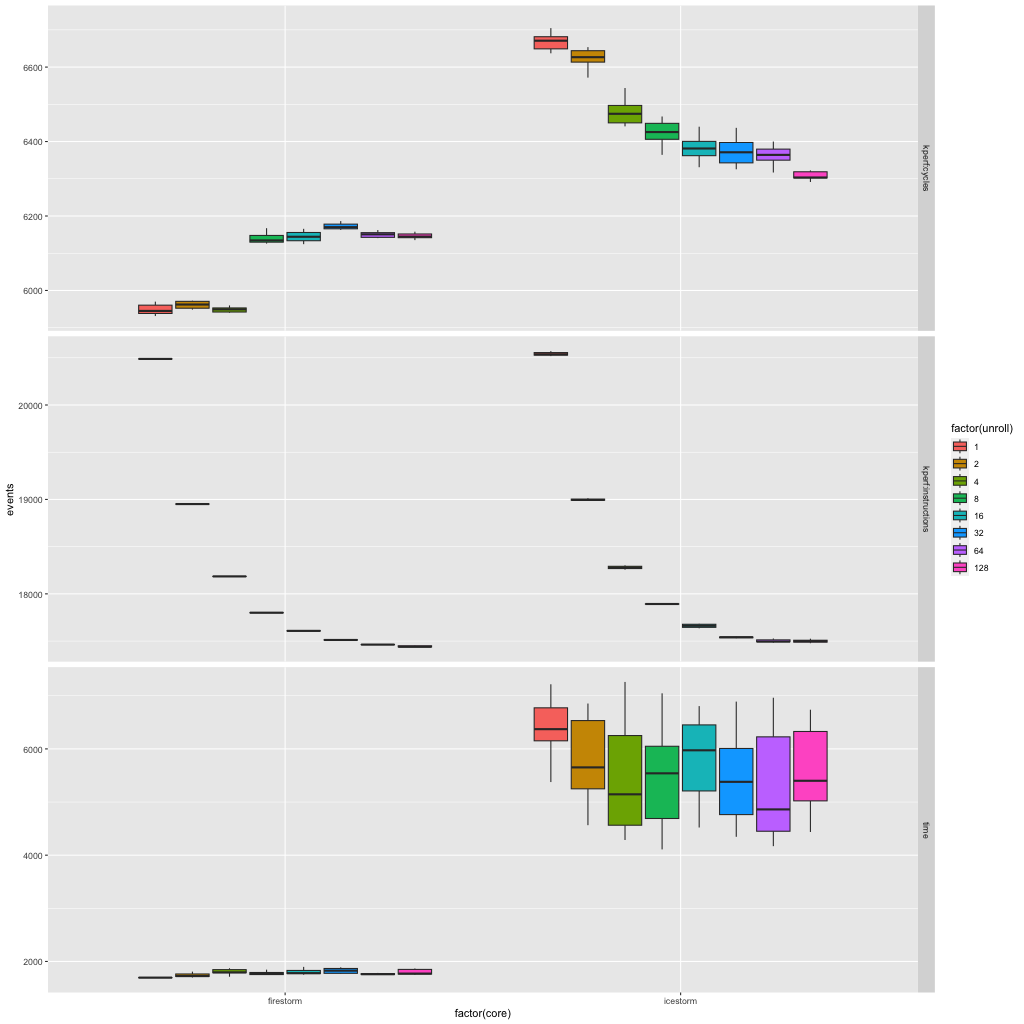 6600
6400
6200
6000
kperf.cycles
20000
19000
18000
kperf.instructions
6000
4000
2000
time
events
firestorm
icestorm
factor(core)
factor(unroll)
1
2
4
8
16
32
64
128